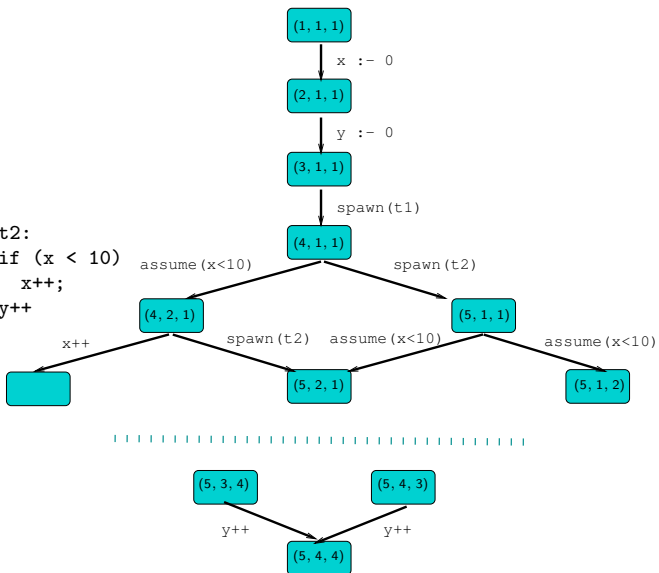 (1, 1, 1)
x :- 0
(2, 1, 1)
y :- 0
(3, 1, 1)
spawn(t1)
t2:
if (x < 10)
x++;
y++
(4, 1, 1)
assume(x<10)
spawn(t2)
(4, 2, 1)
(5, 1, 1)
x++
spawn(t2)
assume(x<10)
assume(x<10)
(5, 2, 1)
(5, 1, 2)
(5, 3, 4)
(5, 4, 3)
y++
y++
(5, 4, 4)